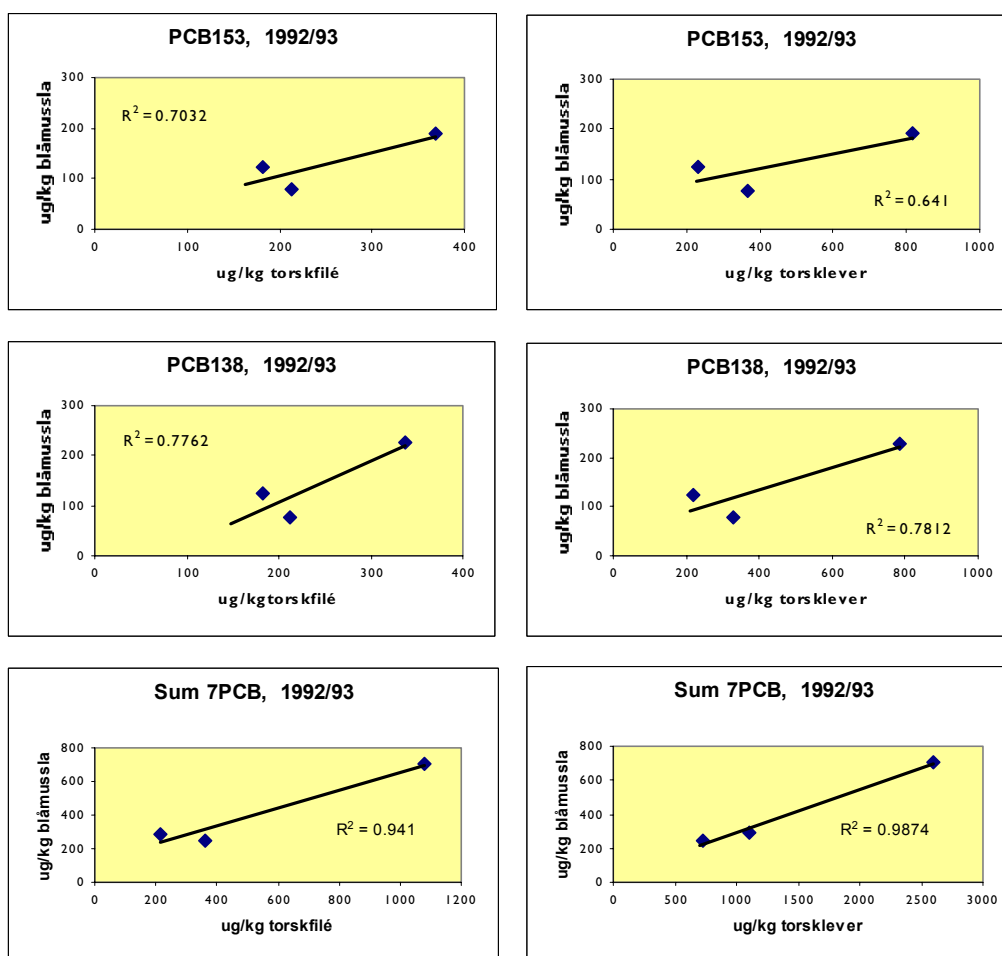 PCB153, 1992/93
ug/kg blåmussla
300
200
100
0
R² = 0.7032
0 100 200 300 400
ug/kg torskfilé
PCB153, 1992/93
ug/kg blåmussla
300
200
100
0
R² = 0.641
0 200 400 600 800 1000
ug/kg torsklever
PCB138, 1992/93
ug/kg blåmussla
300
200
100
0
R² = 0.7762
0 100 200 300 400
ug/kgtorskfilé
PCB138, 1992/93
ug/kg blåmussla
300
200
100
0
R² = 0.7812
0 200 400 600 800 1000
ug/kg torsklever
Sum 7PCB, 1992/93
ug/kg blåmussla
800
600
400
200
0
R² = 0.941
0 200 400 600 800 1000 1200
ug/kg torskfilé
Sum 7PCB, 1992/93
ug/kg blåmussla
800
600
400
200
0
R² = 0.9874
0 500 1000 1500 2000 2500 3000
ug/kg torsklever